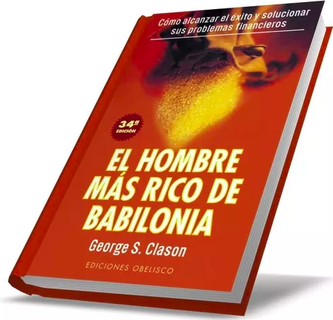 Cómo alcanzar el éxito y solucionar
sus problemas financieros
34ª
EDICIÓN
EL HOMBRE
MÁS RICO DE
BABILONIA
George S. Clason
EDICIONES OBELISCO